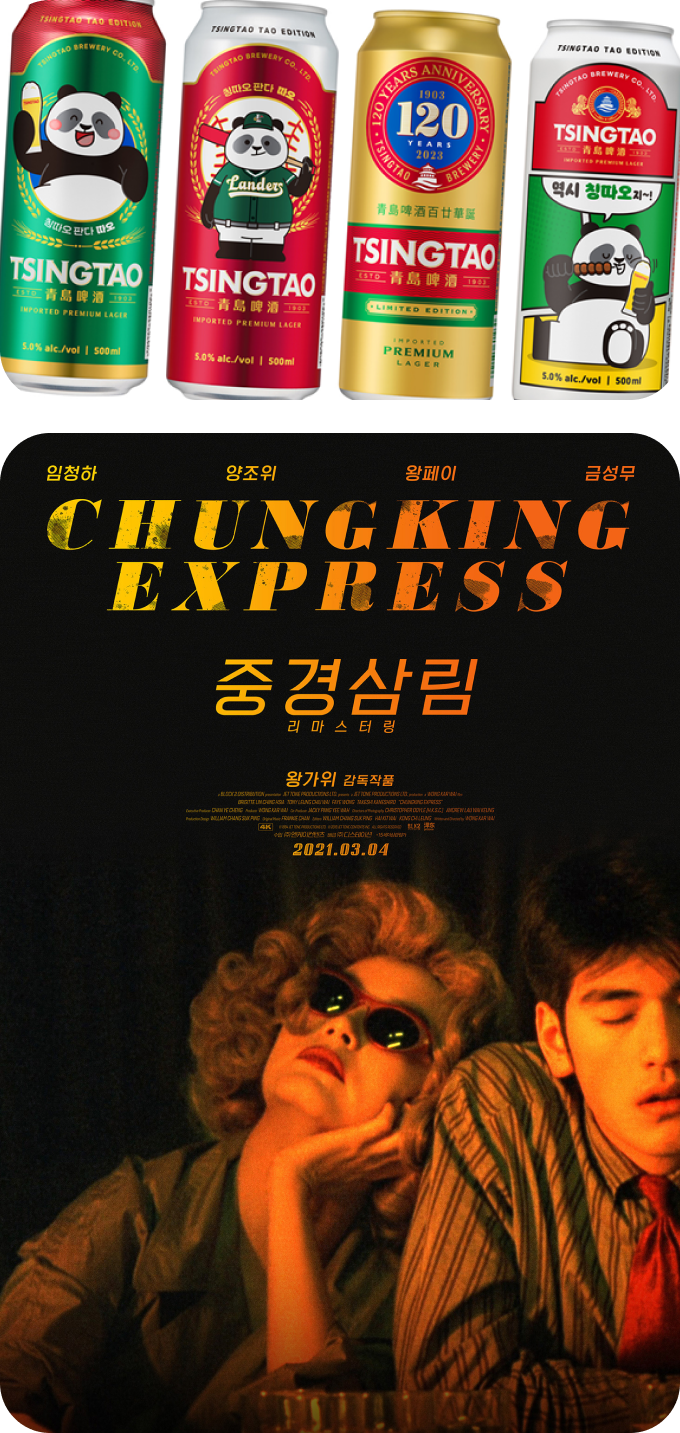 TSINGTAO TAO EDITION
TSINGTAO BREWERY CO., LTD.
TSINGTAO
칭따오 판다 따오
TSINGTAO
ESTD 青島啤酒 1903
IMPORTED PREMIUM LAGER
5.0% alc./vol | 500ml
TSINGTAO TAO EDITION
TSINGTAO BREWERY CO., LTD.
칭따오 판다 따오
L
Landers
TSINGTAO
ESTD 青島啤酒 1903
IMPORTED PREMIUM LAGER
5.0% alc./vol | 500ml
120 YEARS ANNIVERSARY
1903
120
YEARS
2023
TSINGTAO BREWERY
青島啤酒百廿華誕
TSINGTAO
ESTD 青島啤酒 1903
LIMITED EDITION
IMPORTED
PREMIUM
LAGER
TSINGTAO TAO EDITION
TSINGTAO BREWERY CO., LTD.
TSINGTAO
ESTD 青島啤酒 1903
IMPORTED PREMIUM LAGER
역시 칭따오지~!
5.0% alc./vol | 500ml
임청하 양조위 왕페이 금성무
CHUNGKING
EXPRESS
중경삼림
리마스터링
왕가위 감독작품
4K
2021.03.04